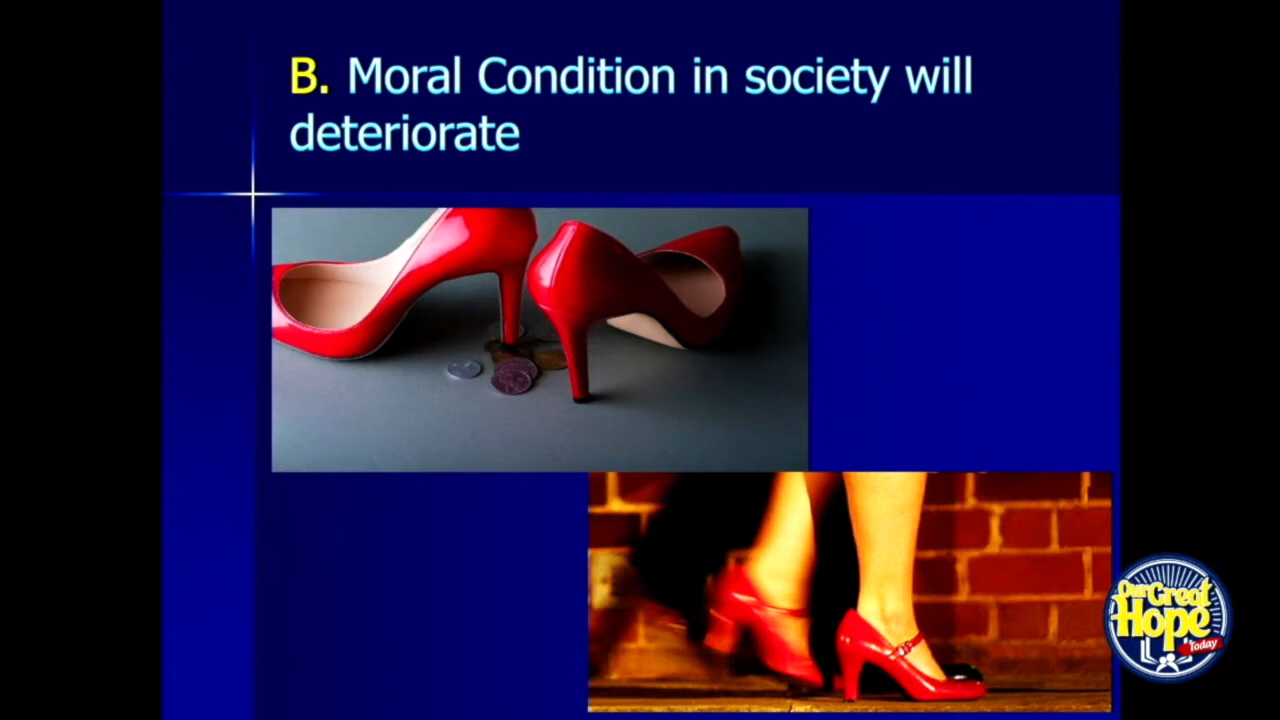 B. Moral Condition in society will
deteriorate
Our Great
Hope
Today